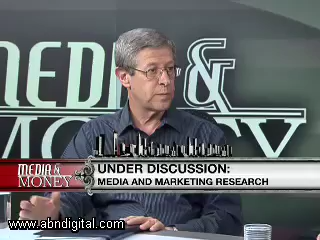 MEDIA &
MONEY
MEDIA & MONEY
UNDER DISCUSSION:
MEDIA AND MARKETING RESEARCH
www.abndigital.com